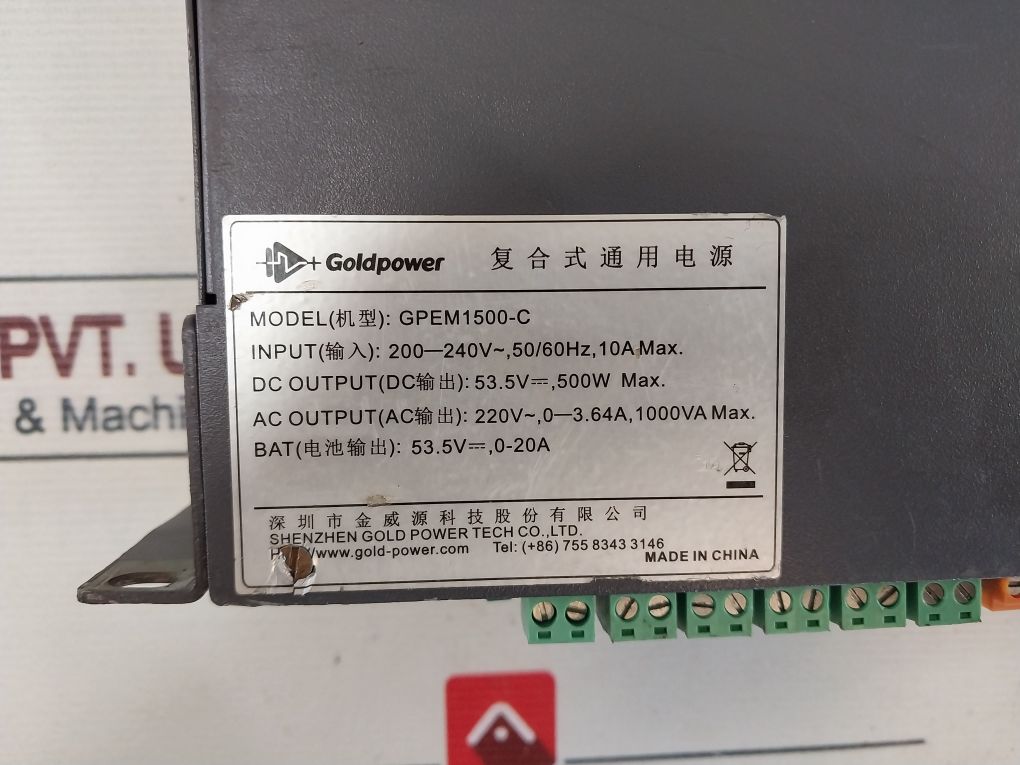 Goldpower 复合式通用电源
MODEL(机型): GPEM1500-C
INPUT(输入): 200—240V~,50/60Hz,10A Max.
DC OUTPUT(DC输出): 53.5V⎓,500W Max.
AC OUTPUT(AC输出): 220V~,0—3.64A,1000VA Max.
BAT(电池输出): 53.5V⎓,0-20A
深圳市金威源科技股份有限公司
SHENZHEN GOLD POWER TECH CO.,LTD.
www.gold-power.com Tel: (+86) 755 8343 3146
MADE IN CHINA
PVT.
&